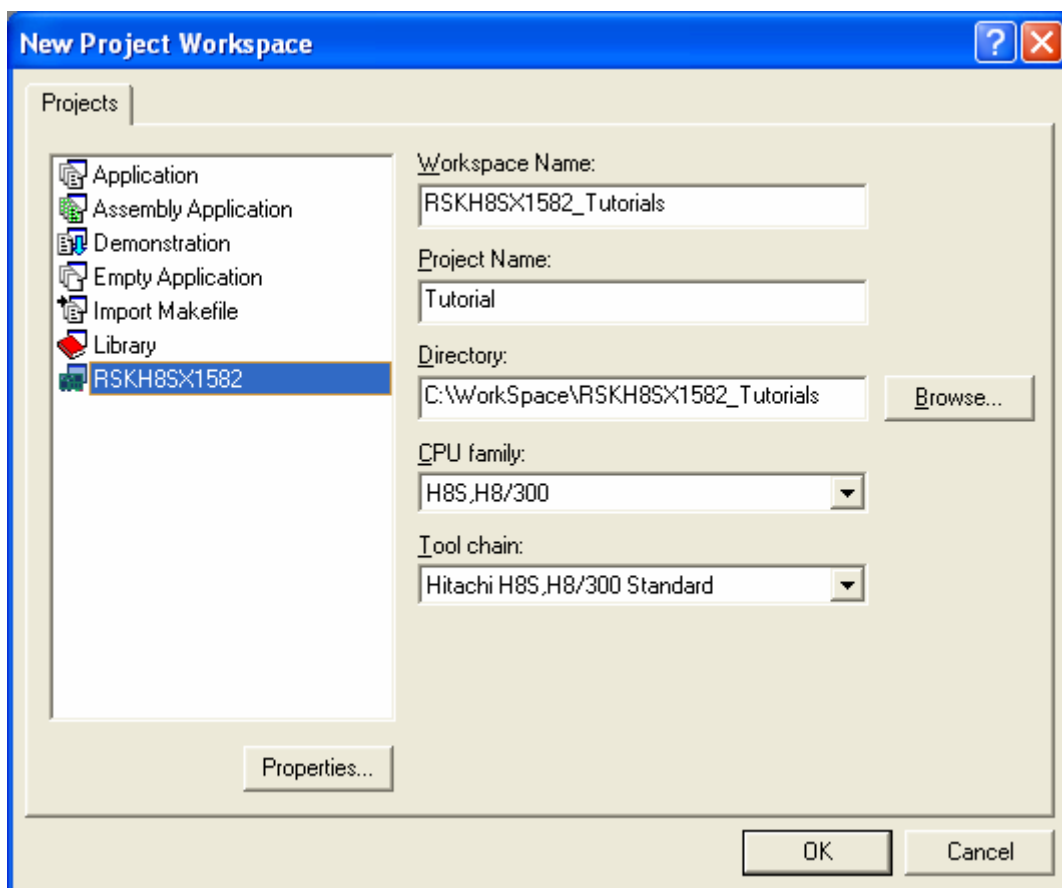 New Project Workspace
Projects
Application
Assembly Application
Demonstration
Empty Application
Import Makefile
Library
RSKH8SX1582
Properties...
Workspace Name:
RSKH8SX1582_Tutorials
Project Name:
Tutorial
Directory:
C:\WorkSpace\RSKH8SX1582_Tutorials
Browse...
CPU family:
H8S,H8/300
Tool chain:
Hitachi H8S,H8/300 Standard
OK
Cancel